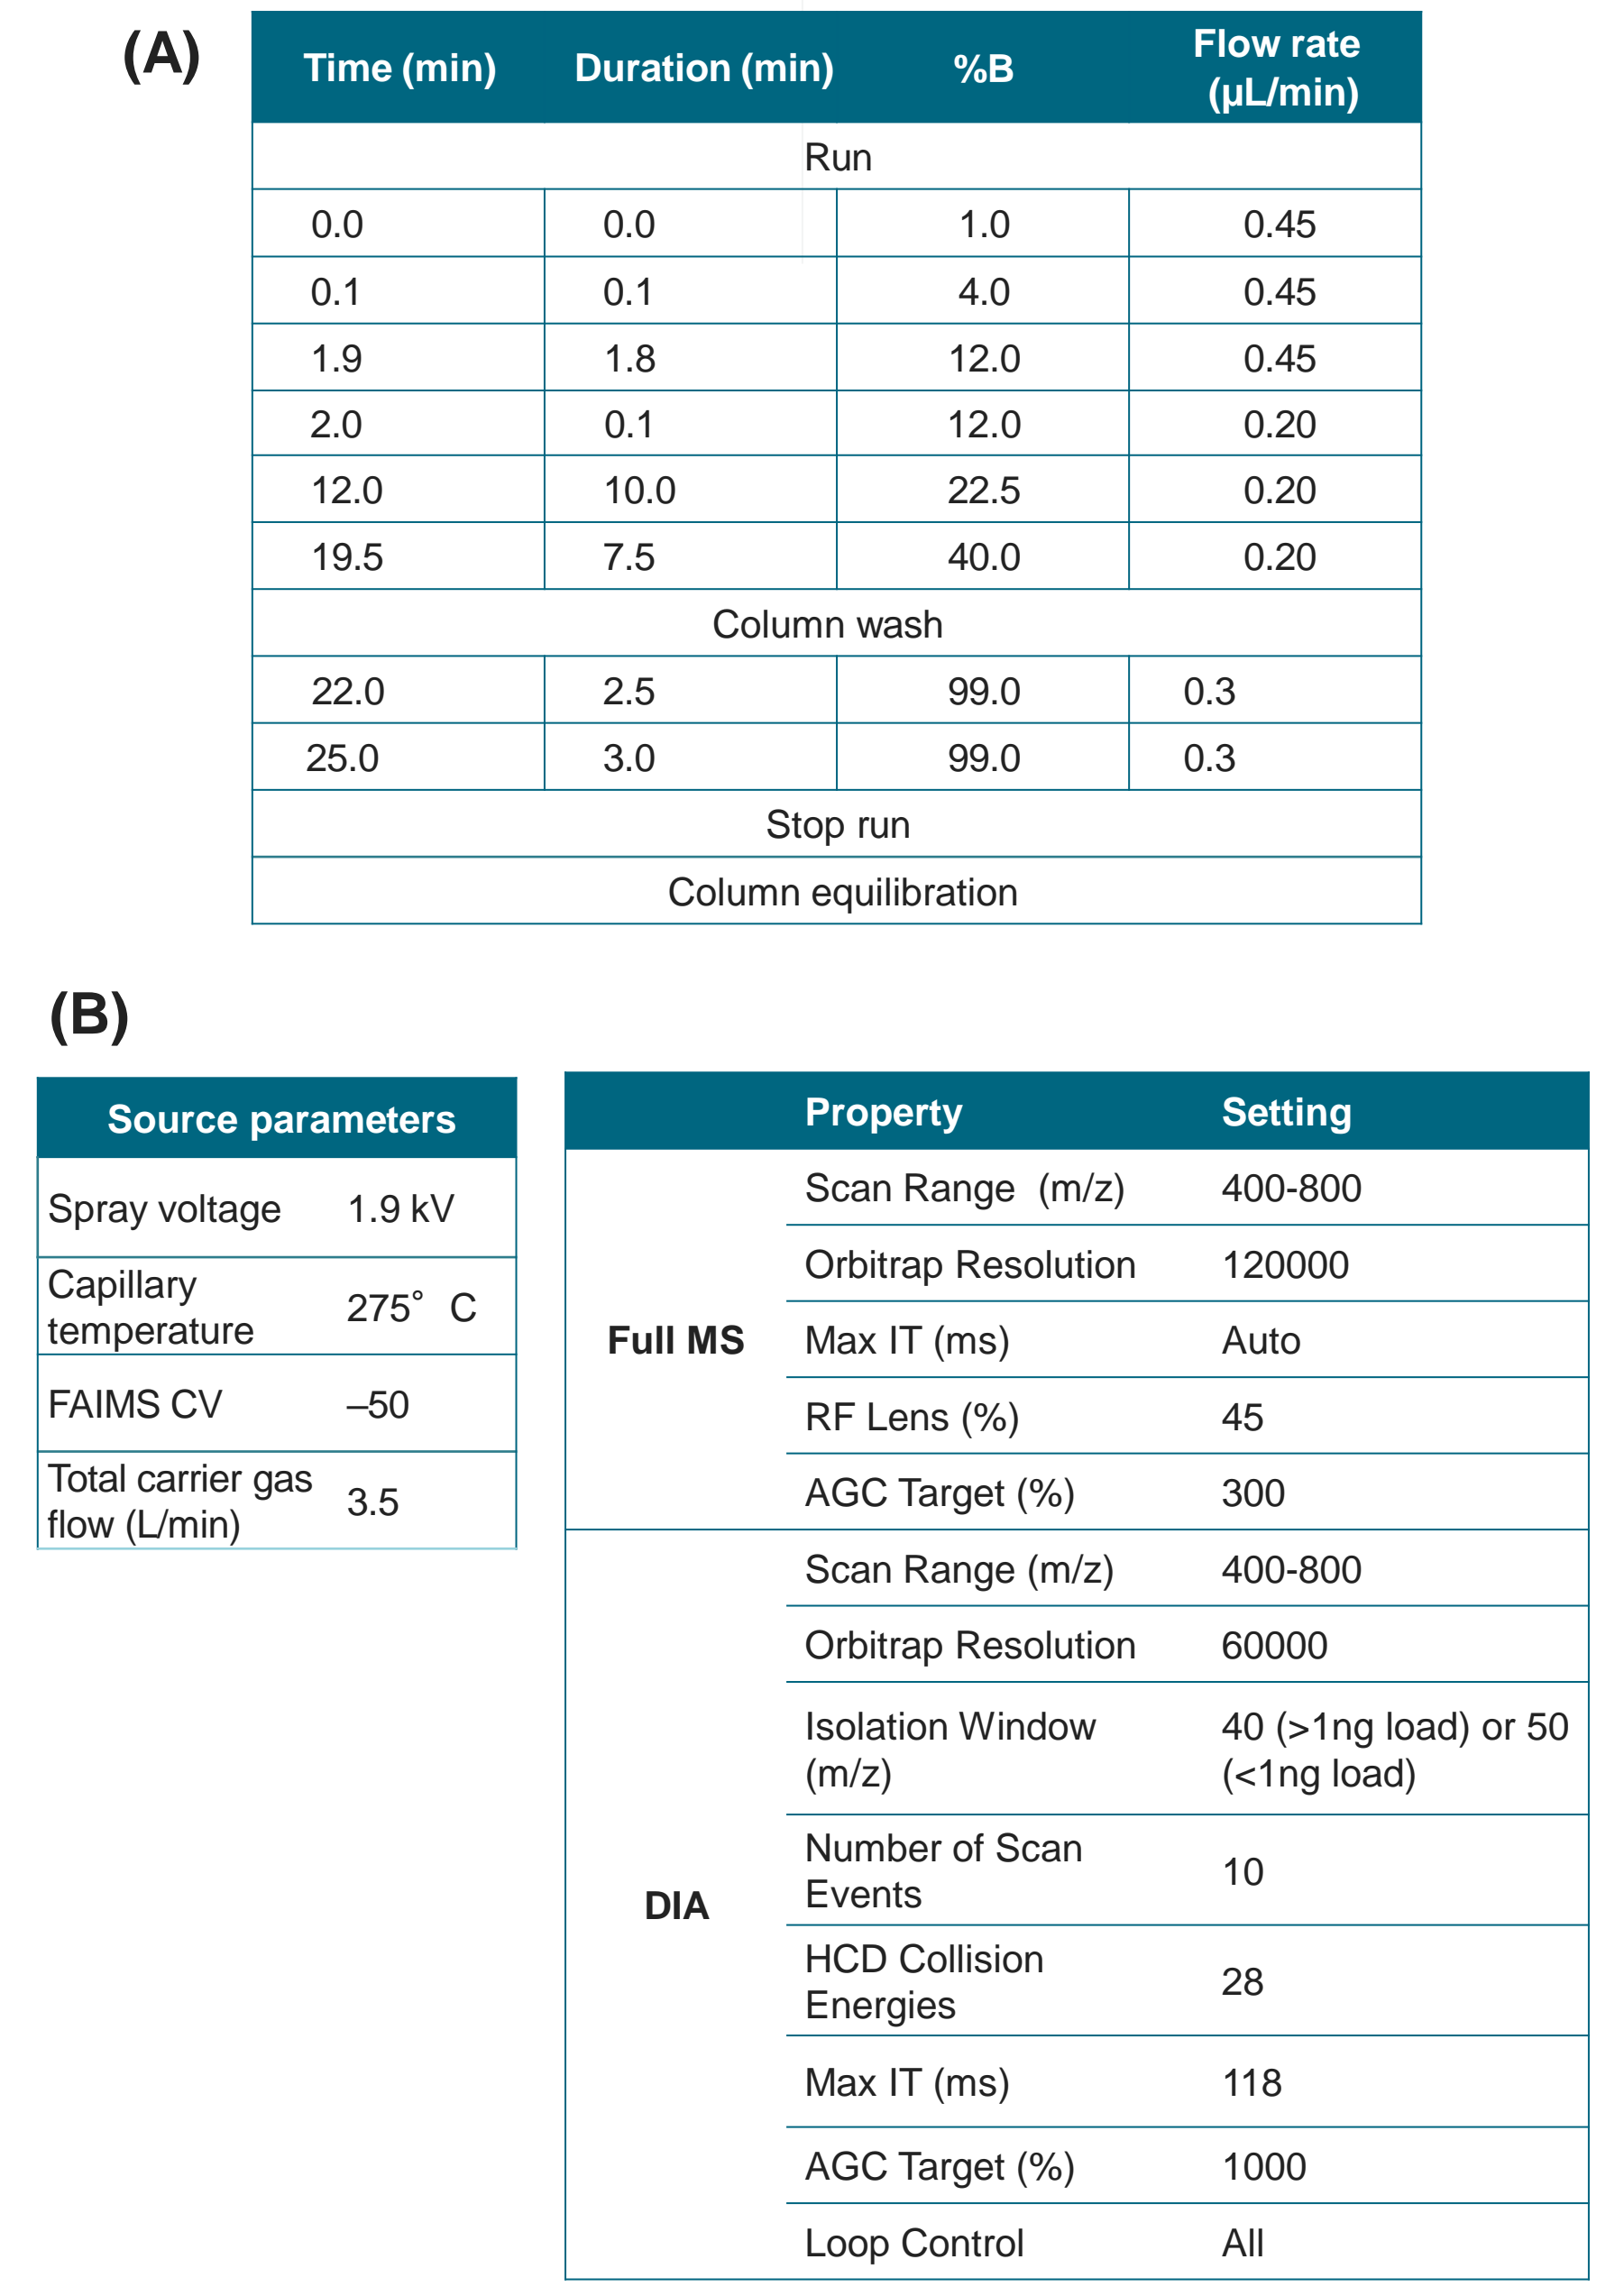 (A)
Time (min) Duration (min) %B Flow rate (µL/min)
Run
0.0 0.0 1.0 0.45
0.1 0.1 4.0 0.45
1.9 1.8 12.0 0.45
2.0 0.1 12.0 0.20
12.0 10.0 22.5 0.20
19.5 7.5 40.0 0.20
Column wash
22.0 2.5 99.0 0.3
25.0 3.0 99.0 0.3
Stop run
Column equilibration
(B)
Source parameters
Spray voltage 1.9 kV
Capillary temperature 275° C
FAIMS CV –50
Total carrier gas flow (L/min) 3.5
Property Setting
Full MS
Scan Range (m/z) 400-800
Orbitrap Resolution 120000
Max IT (ms) Auto
RF Lens (%) 45
AGC Target (%) 300
DIA
Scan Range (m/z) 400-800
Orbitrap Resolution 60000
Isolation Window (m/z) 40 (>1ng load) or 50 (<1ng load)
Number of Scan Events 10
HCD Collision Energies 28
Max IT (ms) 118
AGC Target (%) 1000
Loop Control All